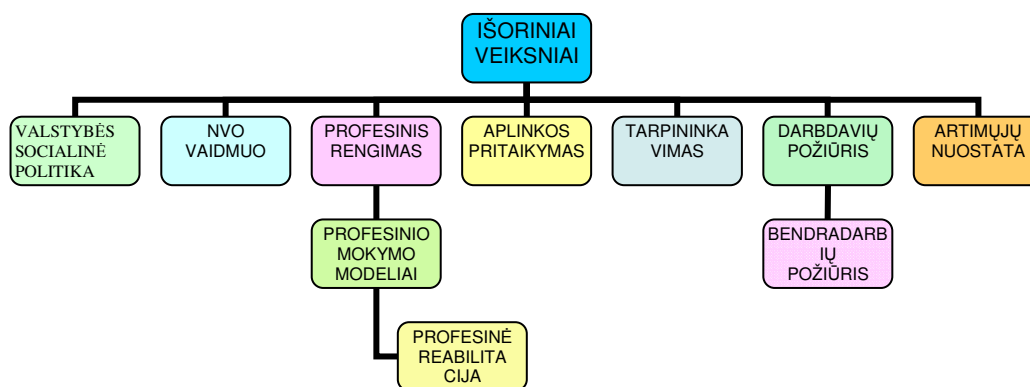 IŠORINIAI
VEIKSNIAI
VALSTYBĖS
SOCIALINĖ
POLITIKA
NVO
VAIDMUO
PROFESINIS
RENGIMAS
APLINKOS
PRITAIKYMAS
TARPININKA
VIMAS
DARBDAVIŲ
POŽIŪRIS
ARTIMŲJŲ
NUOSTATA
PROFESINIO
MOKYMO
MODELIAI
BENDRADARB
IŲ
POŽIŪRIS
PROFESINĖ
REABILITA
CIJA